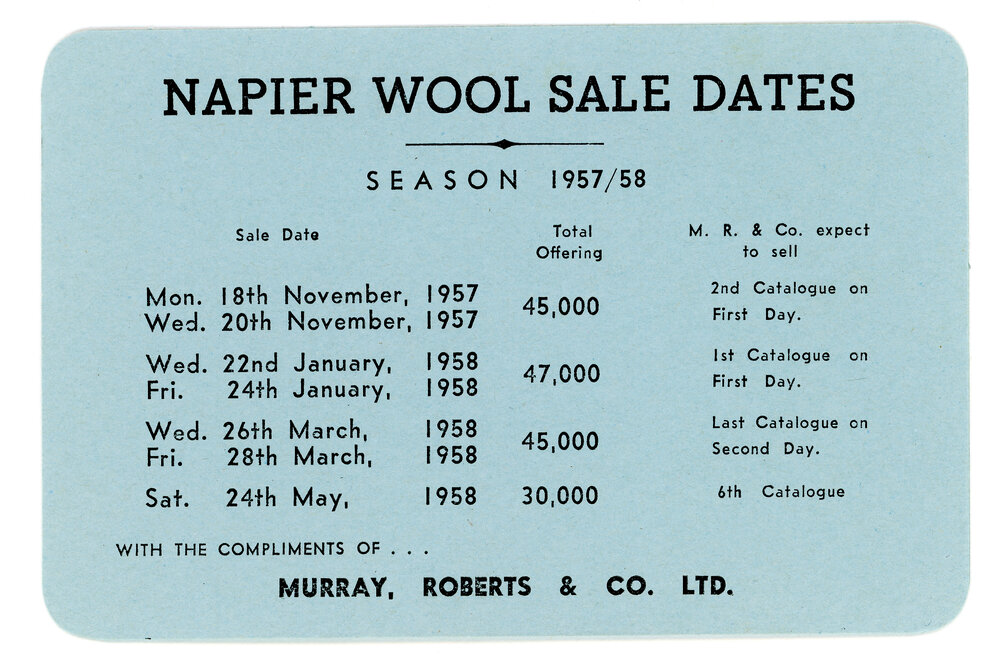 NAPIER WOOL SALE DATES
SEASON 1957/58
Sale Date Total Offering M. R. & Co. expect to sell
Mon. 18th November, 1957 45,000 2nd Catalogue on
Wed. 20th November, 1957 First Day.
Wed. 22nd January, 1958 47,000 1st Catalogue on
Fri. 24th January, 1958 First Day.
Wed. 26th March, 1958 45,000 Last Catalogue on
Fri. 28th March, 1958 Second Day.
Sat. 24th May, 1958 30,000 6th Catalogue
WITH THE COMPLIMENTS OF . . .
MURRAY, ROBERTS & CO. LTD.